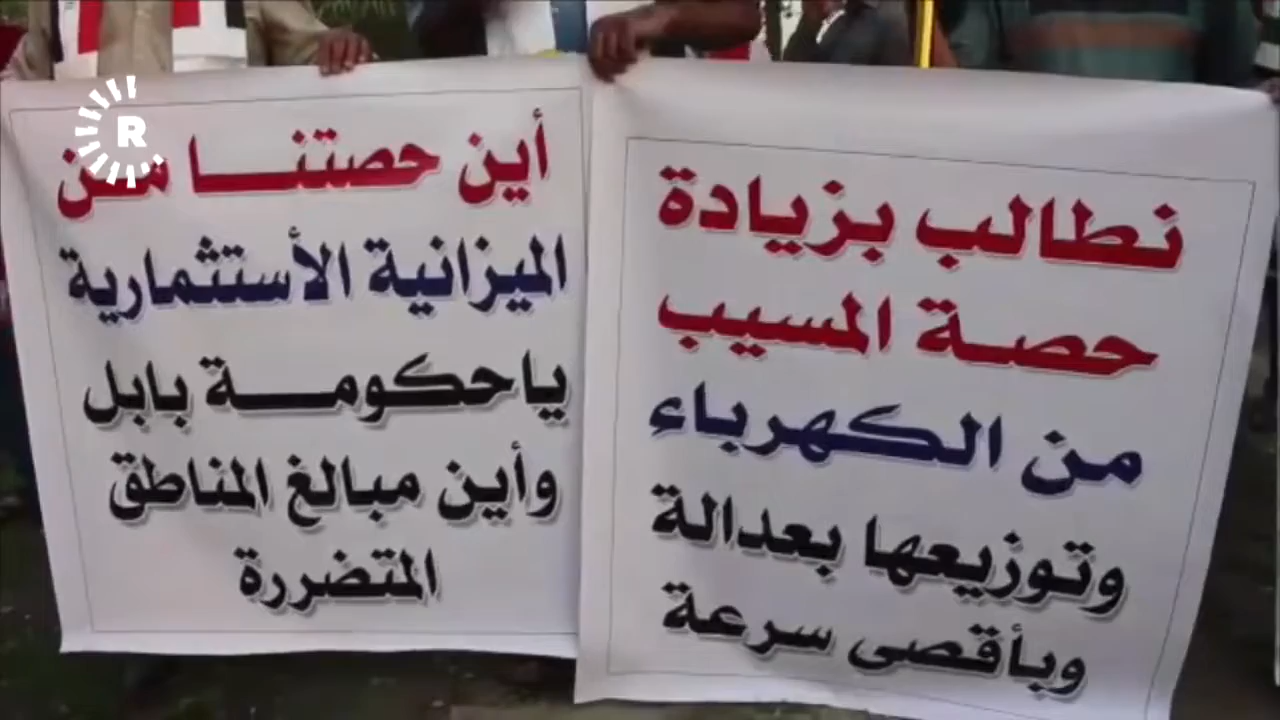 نطالب بزيادة
حصة المسيب
من الكهرباء
وتوزيعها بعدالة
وبأقصى سرعة
أين حصتنا من
الميزانية الأستثمارية
ياحكومة بابل
وأين مبالغ المناطق
المتضررة
R